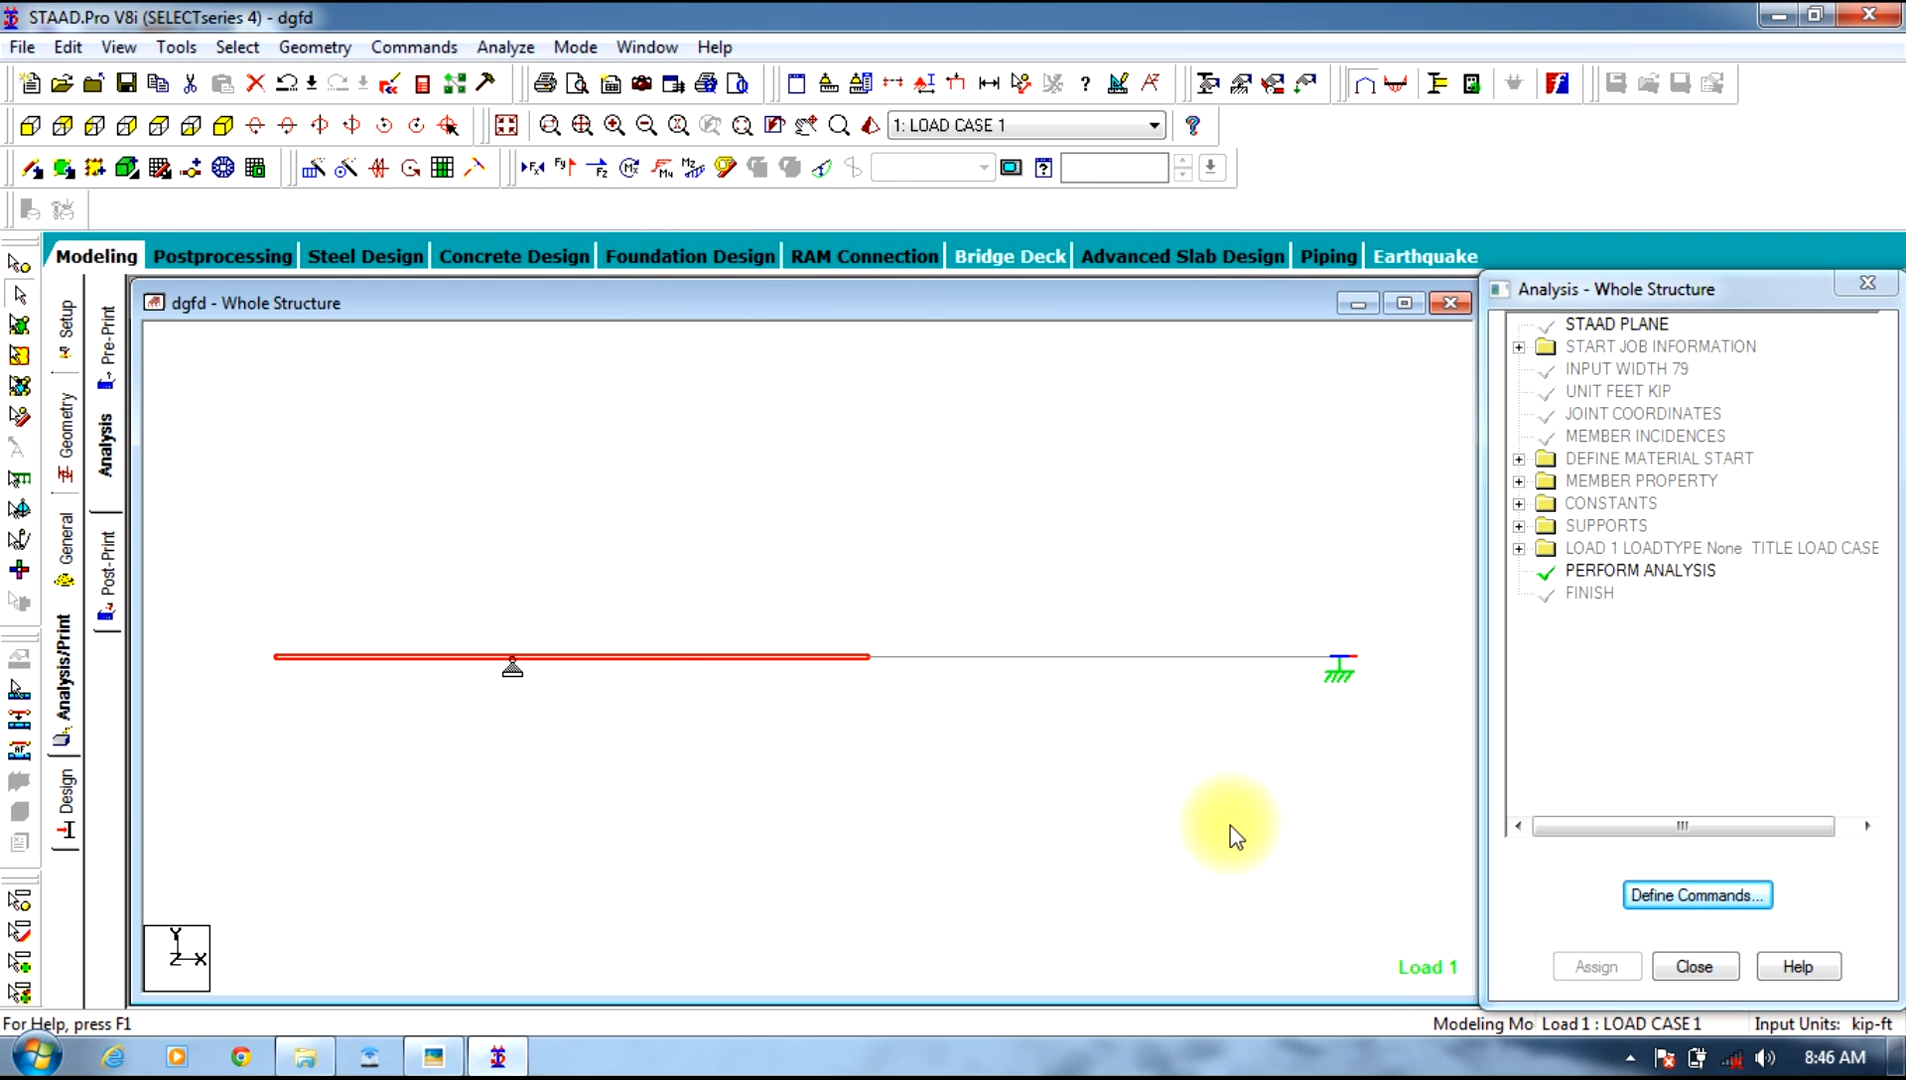 STAAD.Pro V8i (SELECTseries 4) - dgfd
File Edit View Tools Select Geometry Commands Analyze Mode Window Help
1: LOAD CASE 1
Modeling Postprocessing Steel Design Concrete Design Foundation Design RAM Connection Bridge Deck Advanced Slab Design Piping Earthquake
Setup
Geometry
General
Analysis/Print
Design
Pre-Print
Analysis
Post-Print
dgfd - Whole Structure
Load 1
Y
Z X
Analysis - Whole Structure
STAAD PLANE
START JOB INFORMATION
INPUT WIDTH 79
UNIT FEET KIP
JOINT COORDINATES
MEMBER INCIDENCES
DEFINE MATERIAL START
MEMBER PROPERTY
CONSTANTS
SUPPORTS
LOAD 1 LOADTYPE None TITLE LOAD CASE
PERFORM ANALYSIS
FINISH
Define Commands...
Assign Close Help
For Help, press F1
Modeling Mo Load 1 : LOAD CASE 1 Input Units: kip-ft
8:46 AM